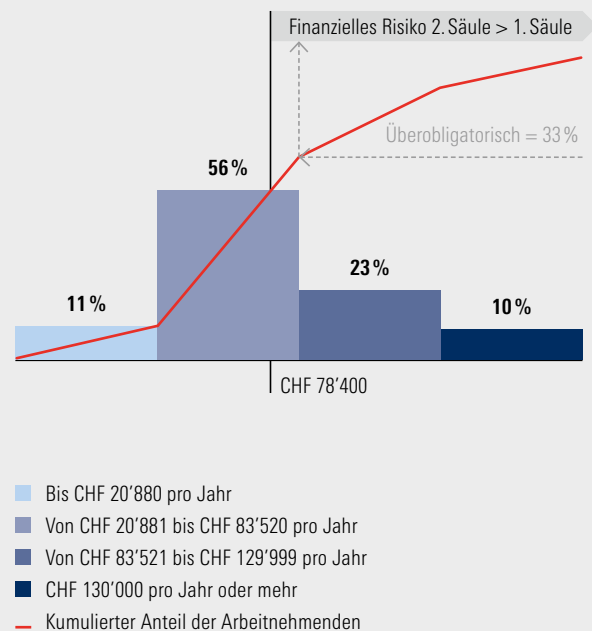 Finanzielles Risiko 2. Säule > 1. Säule
Überobligatorisch = 33 %
56 %
23 %
11 %
10 %
CHF 78'400
Bis CHF 20'880 pro Jahr
Von CHF 20'881 bis CHF 83'520 pro Jahr
Von CHF 83'521 bis CHF 129'999 pro Jahr
CHF 130'000 pro Jahr oder mehr
Kumulierter Anteil der Arbeitnehmenden